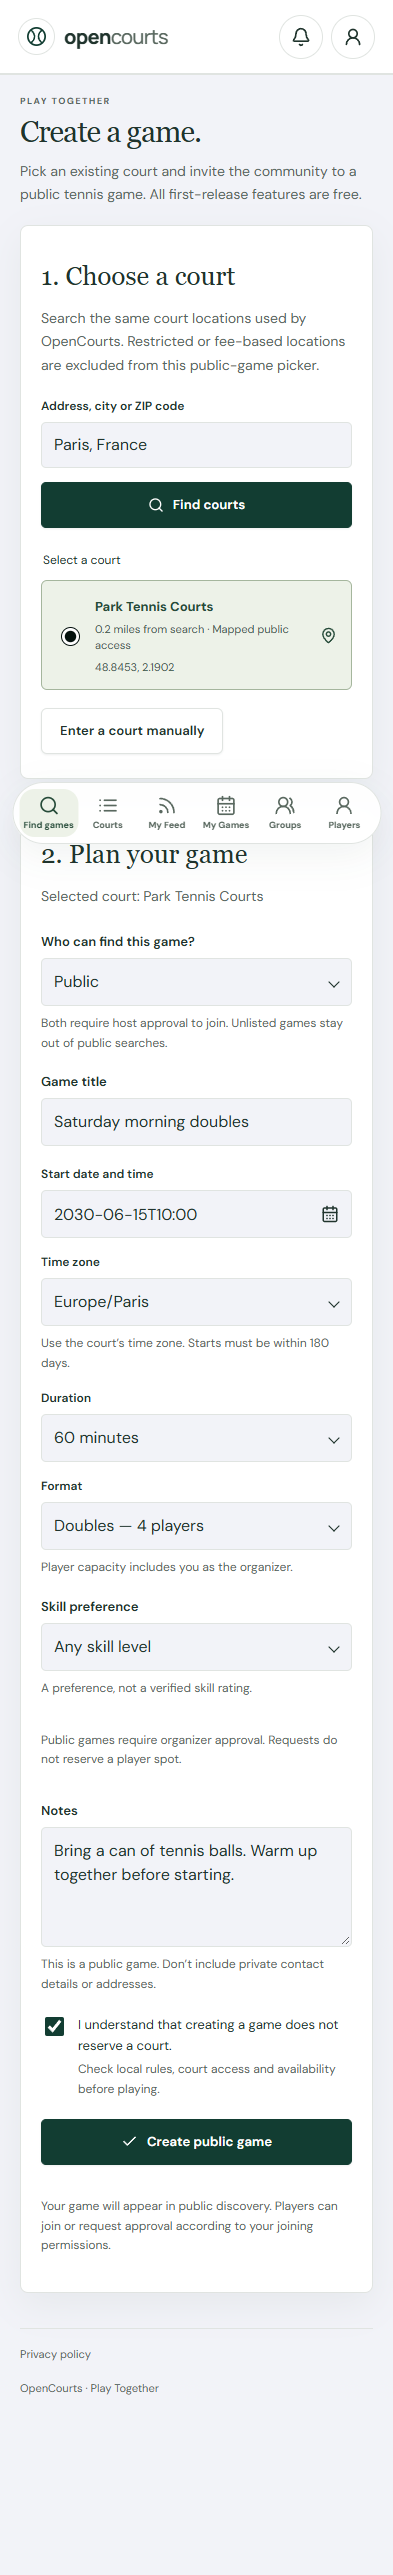 opencourts
PLAY TOGETHER
Create a game.
Pick an existing court and invite the community to a
public tennis game. All first-release features are free.
1. Choose a court
Search the same court locations used by
OpenCourts. Restricted or fee-based locations
are excluded from this public-game picker.
Address, city or ZIP code
Paris, France
Find courts
Select a court
Park Tennis Courts
0.2 miles from search · Mapped public
access
48.8453, 2.1902
Enter a court manually
Find games
Courts
My Feed
My Games
Groups
Players
2. Plan your game
Selected court: Park Tennis Courts
Who can find this game?
Public
Both require host approval to join. Unlisted games stay
out of public searches.
Game title
Saturday morning doubles
Start date and time
2030-06-15T10:00
Time zone
Europe/Paris
Use the court's time zone. Starts must be within 180
days.
Duration
60 minutes
Format
Doubles — 4 players
Player capacity includes you as the organizer.
Skill preference
Any skill level
A preference, not a verified skill rating.
Public games require organizer approval. Requests do
not reserve a player spot.
Notes
Bring a can of tennis balls. Warm up
together before starting.
This is a public game. Don't include private contact
details or addresses.
I understand that creating a game does not
reserve a court.
Check local rules, court access and availability
before playing.
Create public game
Your game will appear in public discovery. Players can
join or request approval according to your joining
permissions.
Privacy policy
OpenCourts · Play Together